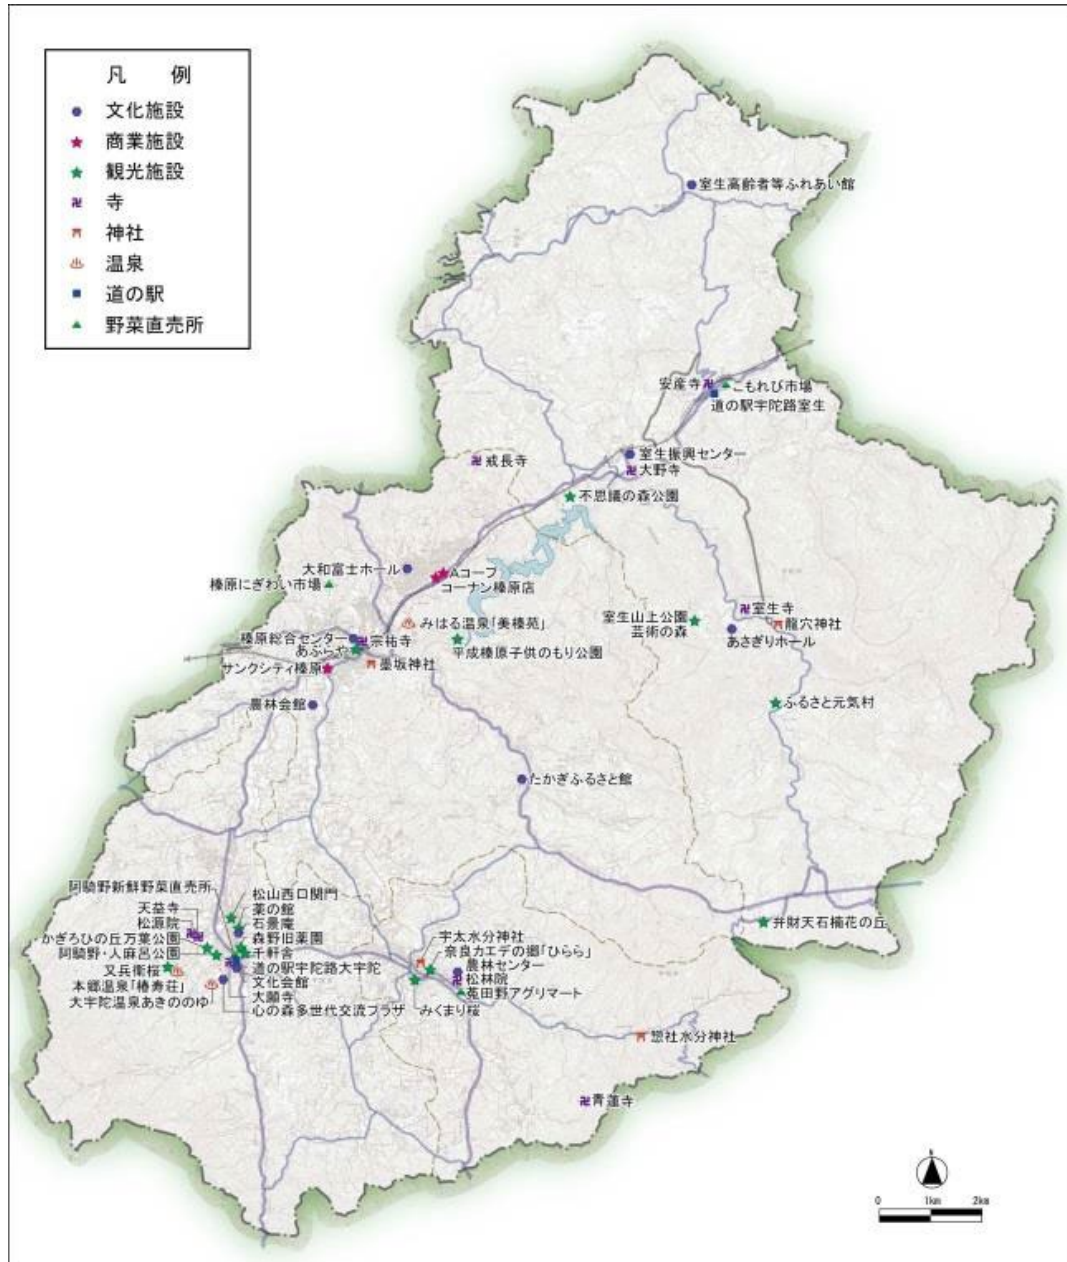 凡 例
文化施設
商業施設
観光施設
寺
神社
温泉
道の駅
野菜直売所
室生高齢者等ふれあい館
安産寺
こもれび市場
道の駅宇陀路室生
室生振興センター
大野寺
戒長寺
不思議の森公園
大和富士ホール
Aコープ
コーナン榛原店
榛原にぎわい市場
みはる温泉「美榛苑」
室生山上公園
芸術の森
室生寺
龍穴神社
あさぎりホール
榛原総合センター
宗祐寺
あぶらや
平成榛原子供のもり公園
サンクシティ榛原
墨坂神社
農林会館
ふるさと元気村
たかぎふるさと館
阿騎野新鮮野菜直売所
松山西口関門
天益寺
薬の館
松源院
石景庵
かぎろひの丘万葉公園
森野旧薬園
阿騎野・人麻呂公園
千軒舎
又兵衛桜
道の駅宇陀路大宇陀
本郷温泉「椿寿荘」
文化会館
大宇陀温泉あきののゆ
大願寺
心の森多世代交流プラザ
宇太水分神社
奈良カエデの郷「ひらら」
農林センター
松林院
菟田野アグリマート
みくまり桜
弁財天石楠花の丘
惣社水分神社
青蓮寺
0 1km 2km